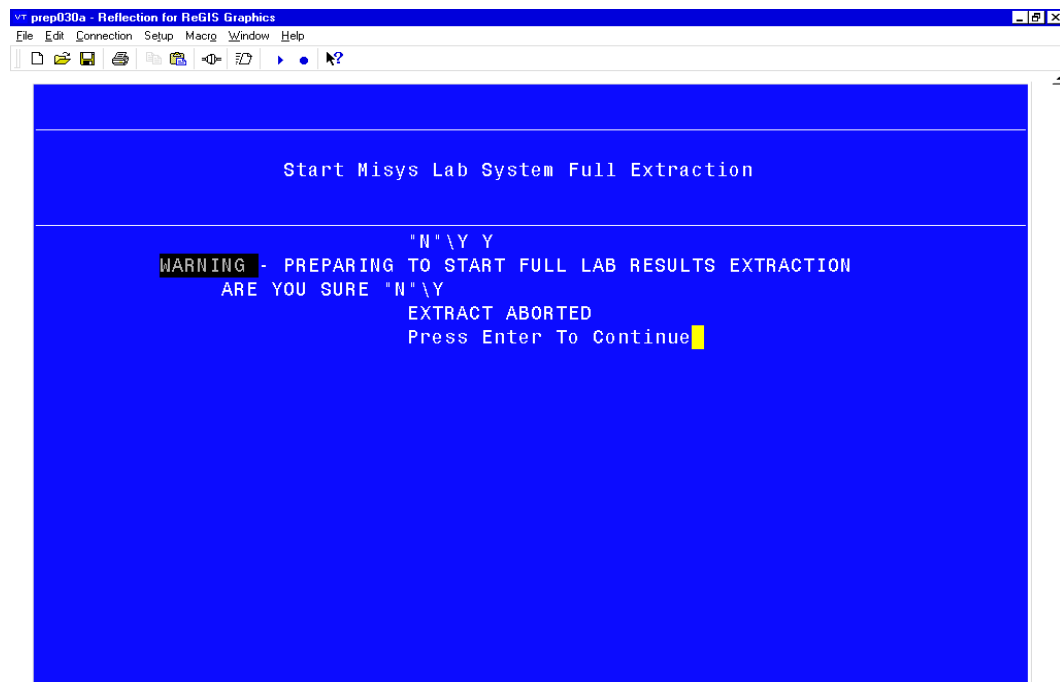 VT prep030a - Reflection for ReGIS Graphics
File Edit Connection Setup Macro Window Help
Start Misys Lab System Full Extraction
"N"\Y Y
WARNING - PREPARING TO START FULL LAB RESULTS EXTRACTION
ARE YOU SURE "N"\Y
EXTRACT ABORTED
Press Enter To Continue